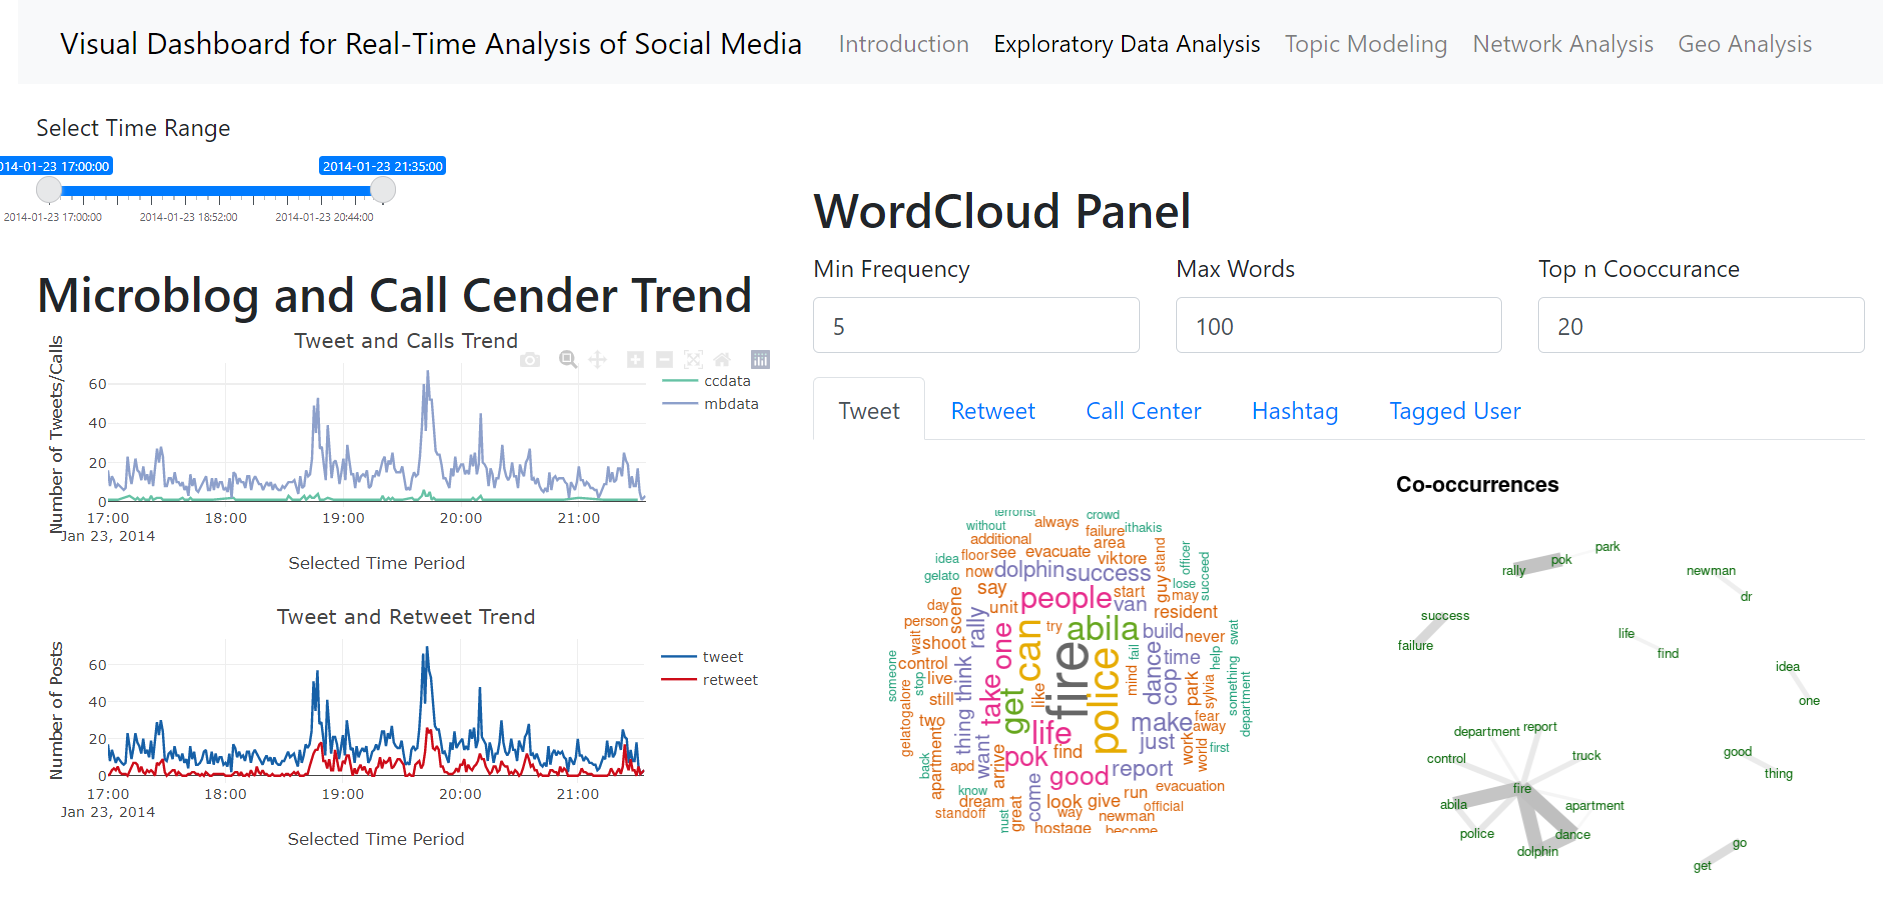 Visual Dashboard for Real-Time Analysis of Social Media Introduction Exploratory Data Analysis Topic Modeling Network Analysis Geo Analysis
Select Time Range
014-01-23 17:00:00 2014-01-23 21:35:00
2014-01-23 17:00:00 2014-01-23 18:52:00 2014-01-23 20:44:00
Microblog and Call Cender Trend
Tweet and Calls Trend
Number of Tweets/Calls
60
40
20
0
ccdata
mbdata
17:00 18:00 19:00 20:00 21:00
Jan 23, 2014
Selected Time Period
Tweet and Retweet Trend
Number of Posts
60
40
20
0
tweet
retweet
17:00 18:00 19:00 20:00 21:00
Jan 23, 2014
Selected Time Period
WordCloud Panel
Min Frequency Max Words Top n Cooccurance
5 100 20
Tweet Retweet Call Center Hashtag Tagged User
terrorist crowd
without always failure ithakis
additional area
idea floor see evacuate viktore stand officer
gelato now dolphin success guy lose succeed
say people start may
day scene unit van resident
person rally one can try abila build never swat
wait shoot fail help
someone control fire police dance time
stop live think take get like mind cop park sylvia something department
gelatogalore still thing life make fear away
two want just work world first
back apartment apd arrive pok find report
know good evacuation
dream come look give run official
standoff must great way newman
hostage become
Co-occurrences
park
pok
rally newman
dr
success
life
failure find
idea
one
department report
good
control truck
thing
fire
abila apartment
police dance
go
dolphin
get